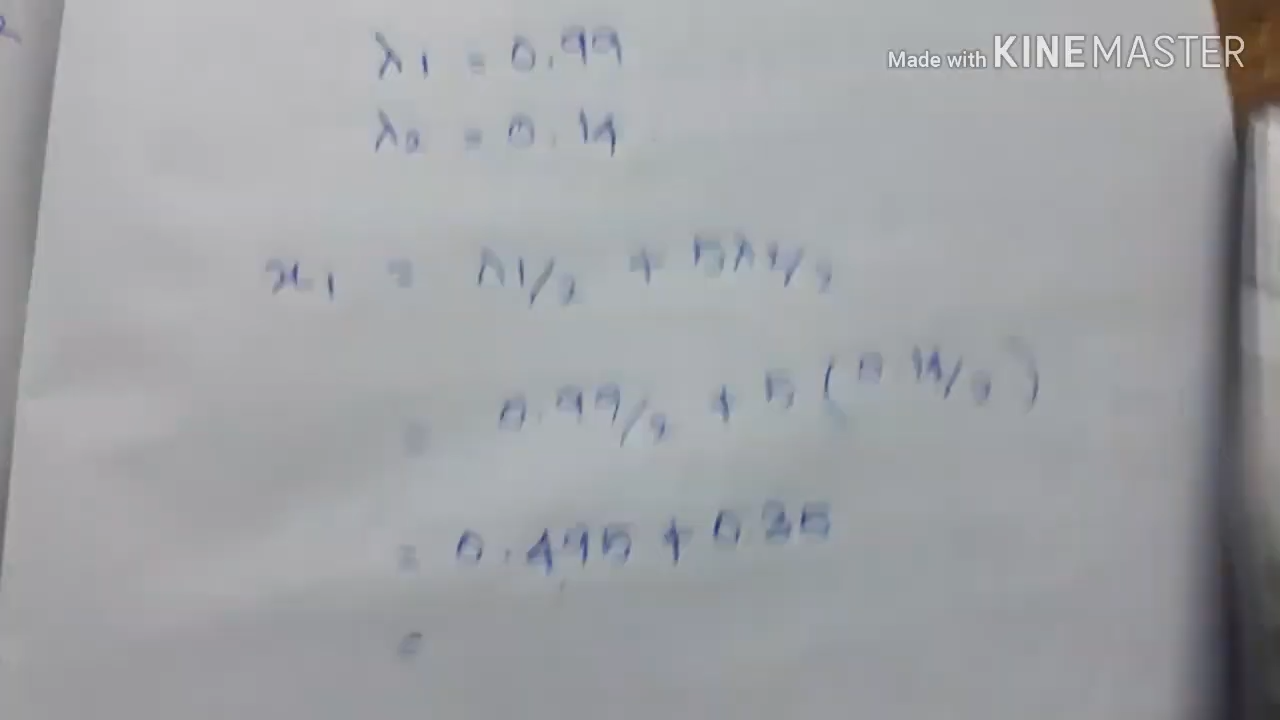 Made with KINEMASTER
λ1 = 0.99
λ2 = 0.14
x1 = λ1/2 + 5λ2/2
= 0.99/2 + 5(0.14/2)
= 0.495 + 0.35
=